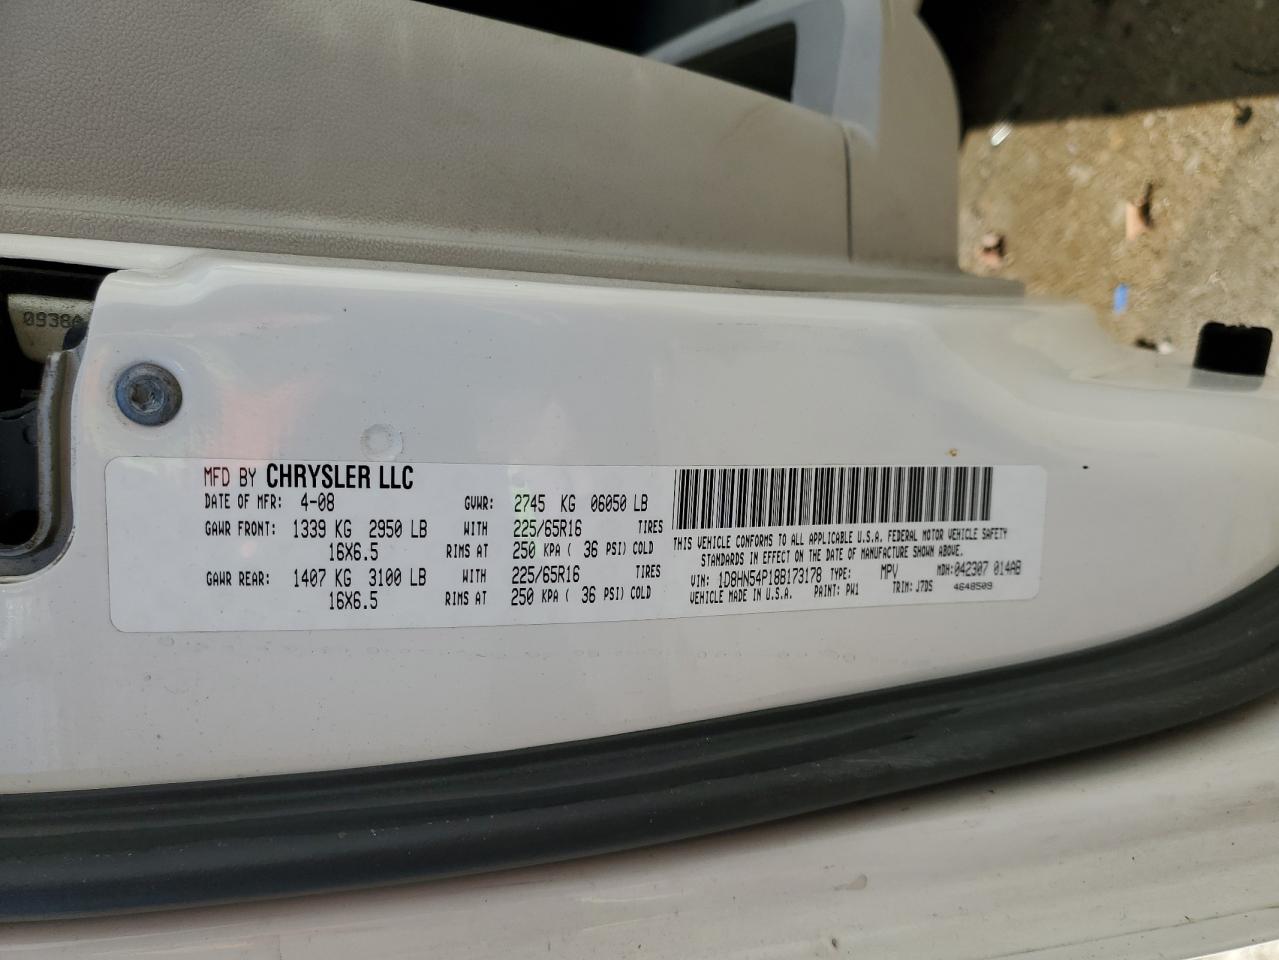 0938
MFD BY CHRYSLER LLC
DATE OF MFR: 4-08 GVWR: 2745 KG 06050 LB
GAWR FRONT: 1339 KG 2950 LB WITH 225/65R16 TIRES
16X6.5 RIMS AT 250 KPA ( 36 PSI) COLD
GAWR REAR: 1407 KG 3100 LB WITH 225/65R16 TIRES
16X6.5 RIMS AT 250 KPA ( 36 PSI) COLD
THIS VEHICLE CONFORMS TO ALL APPLICABLE U.S.A. FEDERAL MOTOR VEHICLE SAFETY
STANDARDS IN EFFECT ON THE DATE OF MANUFACTURE SHOWN ABOVE.
VIN: 1D8HN54P18B173178 TYPE: MPV MDH:042307 014AB
VEHICLE MADE IN U.S.A. PAINT: PW1 TRIM: J7DS 4648509